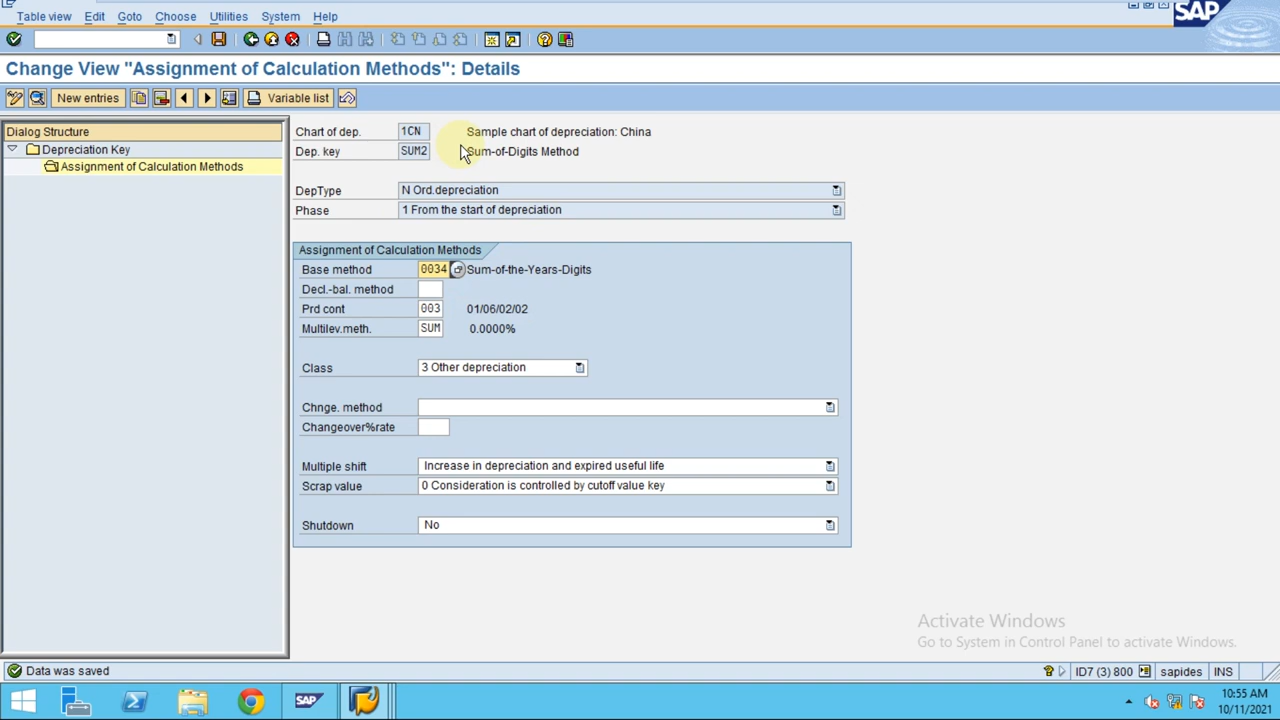 Table view Edit Goto Choose Utilities System Help
SAP
Change View "Assignment of Calculation Methods": Details
New entries Variable list
Dialog Structure
Depreciation Key
Assignment of Calculation Methods
Chart of dep. 1CN Sample chart of depreciation: China
Dep. key SUM2 Sum-of-Digits Method
DepType N Ord.depreciation
Phase 1 From the start of depreciation
Assignment of Calculation Methods
Base method 0034 Sum-of-the-Years-Digits
Decl.-bal. method
Prd cont 003 01/06/02/02
Multilev.meth. SUM 0.0000%
Class 3 Other depreciation
Chnge. method
Changeover%rate
Multiple shift Increase in depreciation and expired useful life
Scrap value 0 Consideration is controlled by cutoff value key
Shutdown No
Activate Windows
Go to System in Control Panel to activate Windows.
Data was saved
ID7 (3) 800 sapides INS
SAP
10:55 AM
10/11/2021